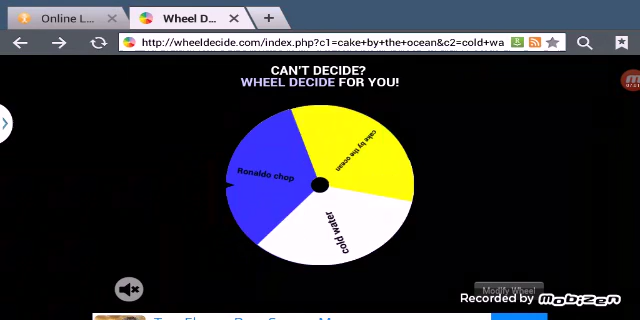 Online L...
Wheel D...
http://wheeldecide.com/index.php?c1=cake+by+the+ocean&c2=cold+wa
CAN'T DECIDE?
WHEEL DECIDE FOR YOU!
cake by the ocean
Ronaldo chop
cold water
Modify Wheel
Recorded by mobizen